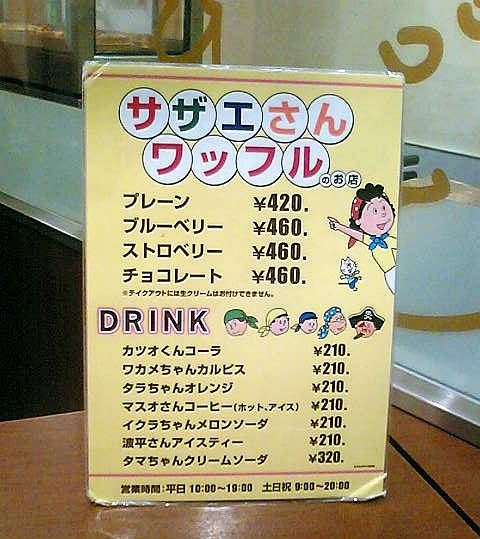 サザエさん
ワッフル
のお店
プレーン ¥420.
ブルーベリー ¥460.
ストロベリー ¥460.
チョコレート ¥460.
※テイクアウトには生クリームはお付けできません。
DRINK
カツオくんコーラ ¥210.
ワカメちゃんカルピス ¥210.
タラちゃんオレンジ ¥210.
マスオさんコーヒー(ホット、アイス) ¥210.
イクラちゃんメロンソーダ ¥210.
波平さんアイスティー ¥210.
タマちゃんクリームソーダ ¥320.
営業時間:平日 10:00〜19:00 土日祝 9:00〜20:00